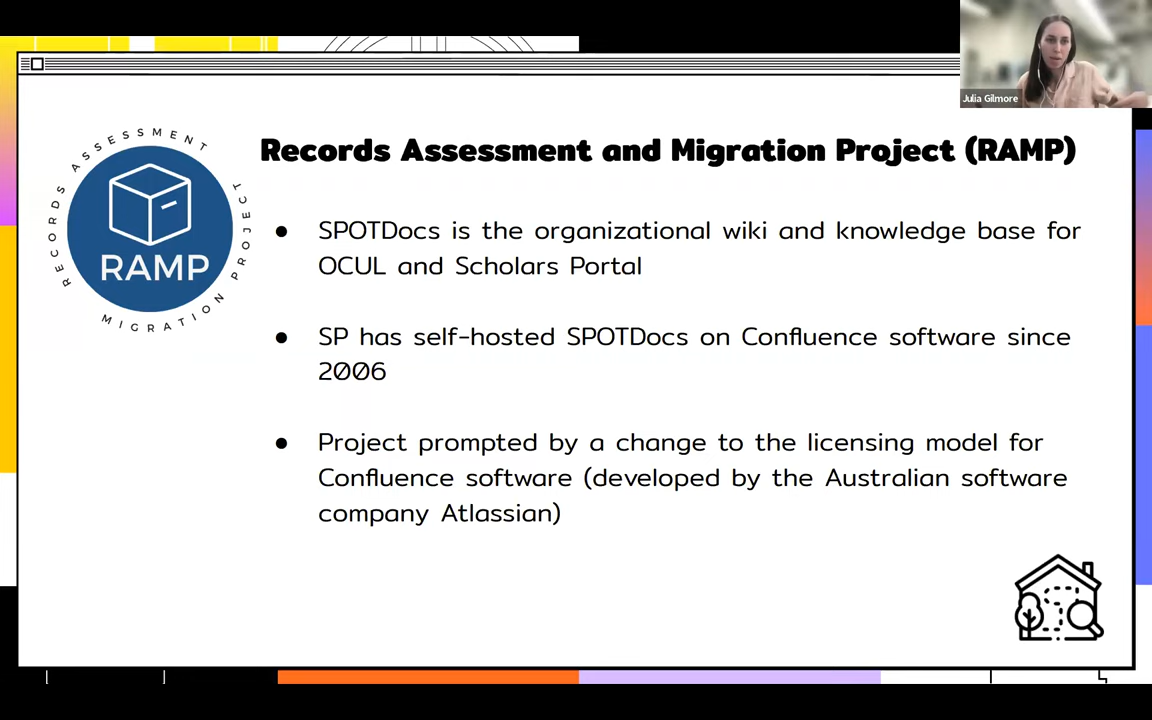 Julia Gilmore
RECORDS ASSESSMENT
MIGRATION PROJECT
RAMP
Records Assessment and Migration Project (RAMP)
● SPOTDocs is the organizational wiki and knowledge base for
OCUL and Scholars Portal
● SP has self-hosted SPOTDocs on Confluence software since
2006
● Project prompted by a change to the licensing model for
Confluence software (developed by the Australian software
company Atlassian)